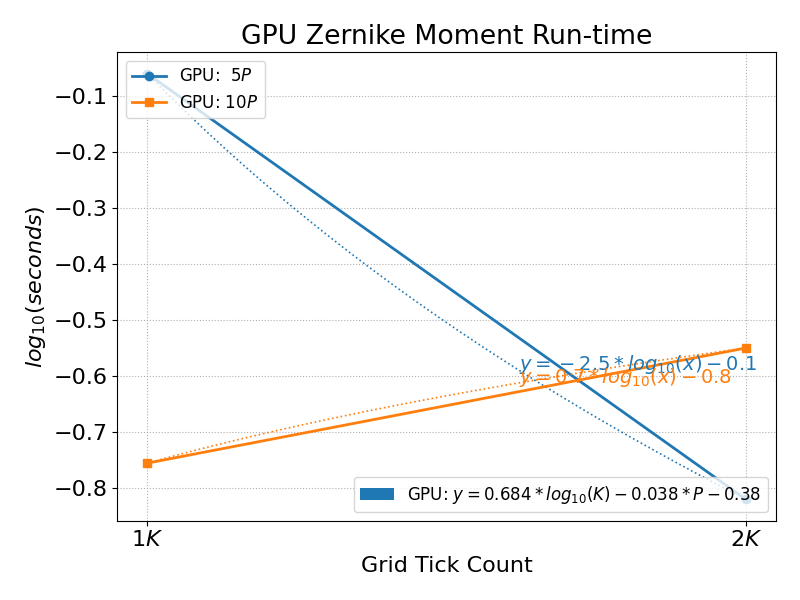 GPU Zernike Moment Run-time
GPU:  5P
GPU: 10P
−0.1
−0.2
−0.3
−0.4
−0.5
−0.6
−0.7
−0.8
log₁₀(seconds)
y = −2.5 * log₁₀(x) − 0.1
y = 0.7 * log₁₀(x) − 0.8
GPU: y = 0.684 * log₁₀(K) − 0.038 * P − 0.38
1K
2K
Grid Tick Count